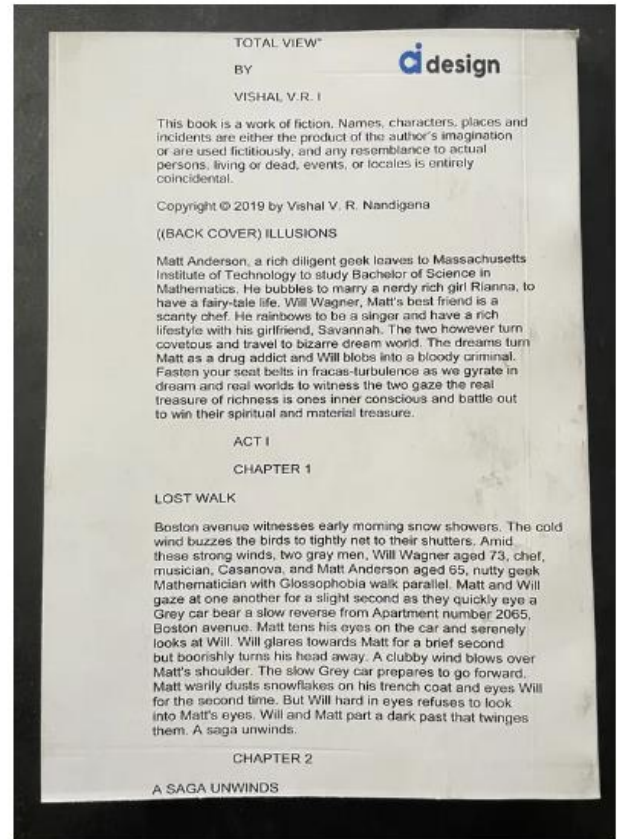 TOTAL VIEW"
ai design
BY
VISHAL V.R. I
This book is a work of fiction. Names, characters, places and
incidents are either the product of the author's imagination
or are used fictitiously, and any resemblance to actual
persons, living or dead, events, or locales is entirely
coincidental.
Copyright © 2019 by Vishal V. R. Nandigana
((BACK COVER) ILLUSIONS
Matt Anderson, a rich diligent geek leaves to Massachusetts
Institute of Technology to study Bachelor of Science in
Mathematics. He bubbles to marry a nerdy rich girl Rianna, to
have a fairy-tale life. Will Wagner, Matt's best friend is a
scanty chef. He rainbows to be a singer and have a rich
lifestyle with his girlfriend, Savannah. The two however turn
covetous and travel to bizarre dream world. The dreams turn
Matt as a drug addict and Will blobs into a bloody criminal.
Fasten your seat belts in fracas-turbulence as we gyrate in
dream and real worlds to witness the two gaze the real
treasure of richness is ones inner conscious and battle out
to win their spiritual and material treasure.
ACT I
CHAPTER 1
LOST WALK
Boston avenue witnesses early morning snow showers. The cold
wind buzzes the birds to tightly net to their shutters. Amid
these strong winds, two gray men, Will Wagner aged 73, chef,
musician, Casanova, and Matt Anderson aged 65, nutty geek
Mathematician with Glossophobia walk parallel. Matt and Will
gaze at one another for a slight second as they quickly eye a
Grey car bear a slow reverse from Apartment number 2065,
Boston avenue. Matt tens his eyes on the car and serenely
looks at Will. Will glares towards Matt for a brief second
but boorishly turns his head away. A clubby wind blows over
Matt's shoulder. The slow Grey car prepares to go forward.
Matt warily dusts snowflakes on his trench coat and eyes Will
for the second time. But Will hard in eyes refuses to look
into Matt's eyes. Will and Matt part a dark past that twinges
them. A saga unwinds.
CHAPTER 2
A SAGA UNWINDS